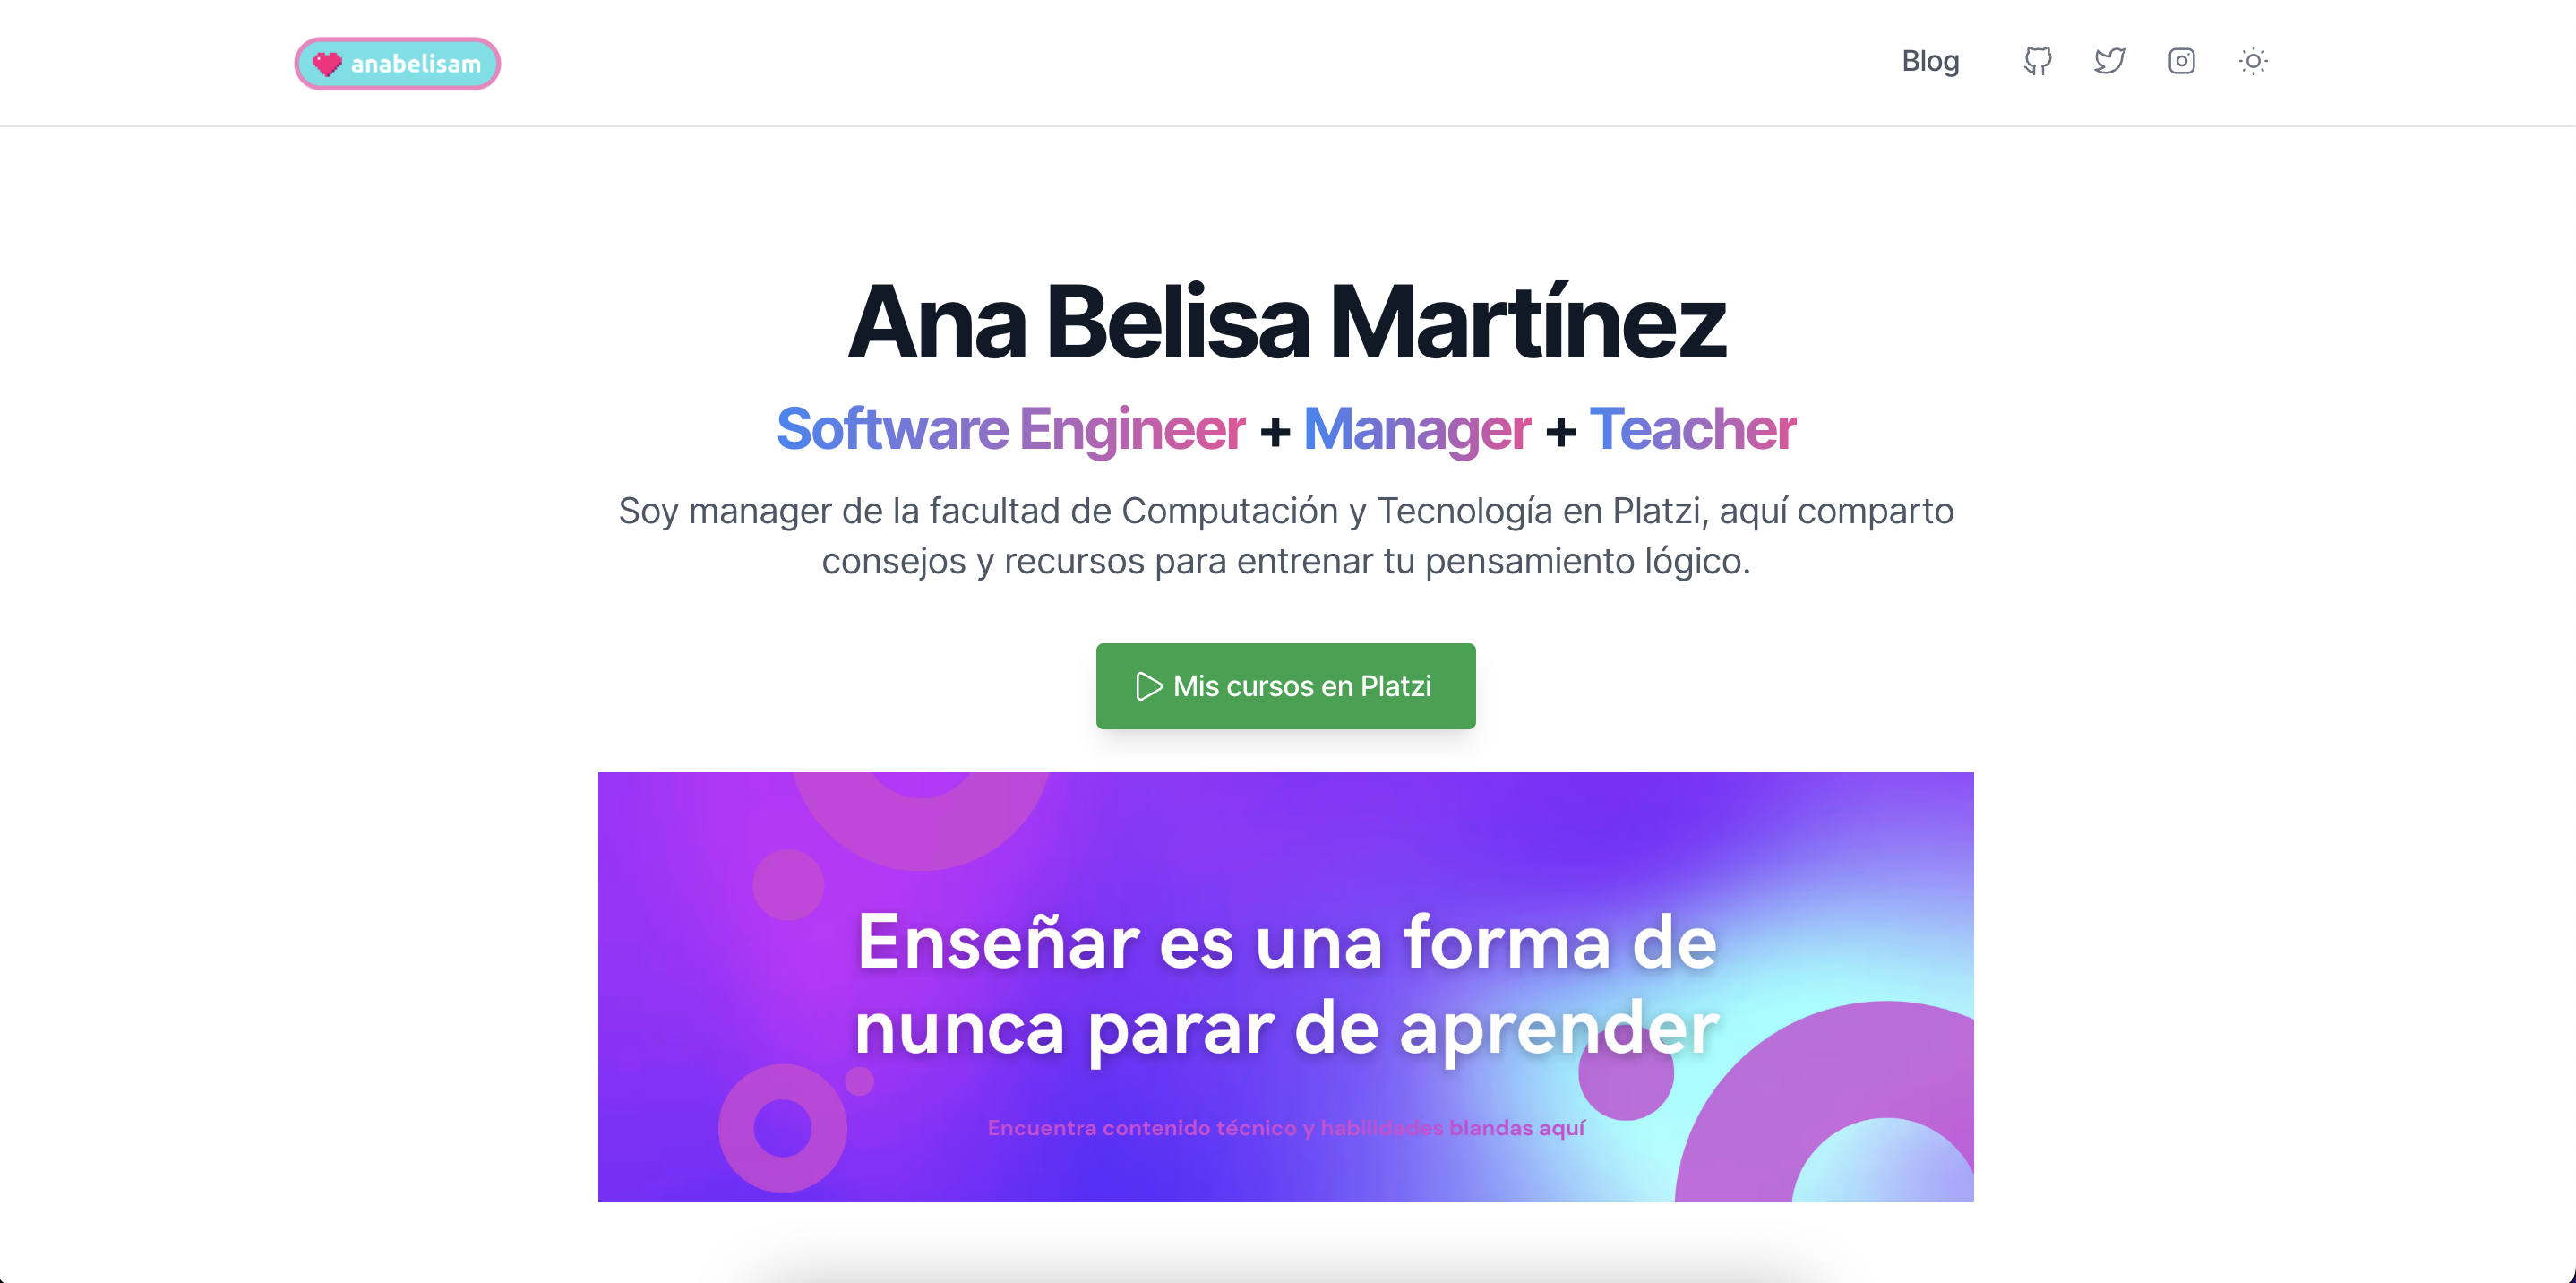 anabelisam
Blog
Ana Belisa Martínez
Software Engineer + Manager + Teacher
Soy manager de la facultad de Computación y Tecnología en Platzi, aquí comparto
consejos y recursos para entrenar tu pensamiento lógico.
Mis cursos en Platzi
Enseñar es una forma de
nunca parar de aprender
Encuentra contenido técnico y habilidades blandas aquí